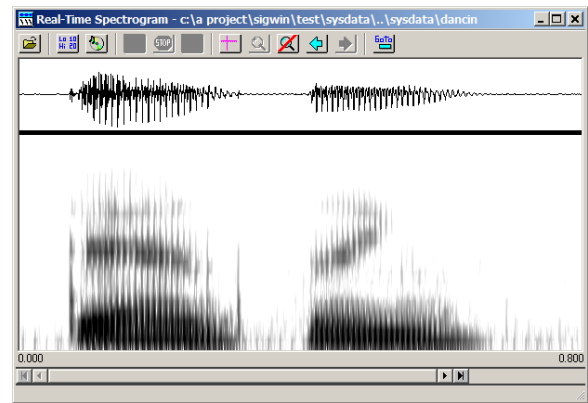 Real-Time Spectrogram - c:\a project\sigwin\test\sysdata\..\sysdata\dancin
Lo 10
Hi 20
STOP
GoTo
0.000 0.800